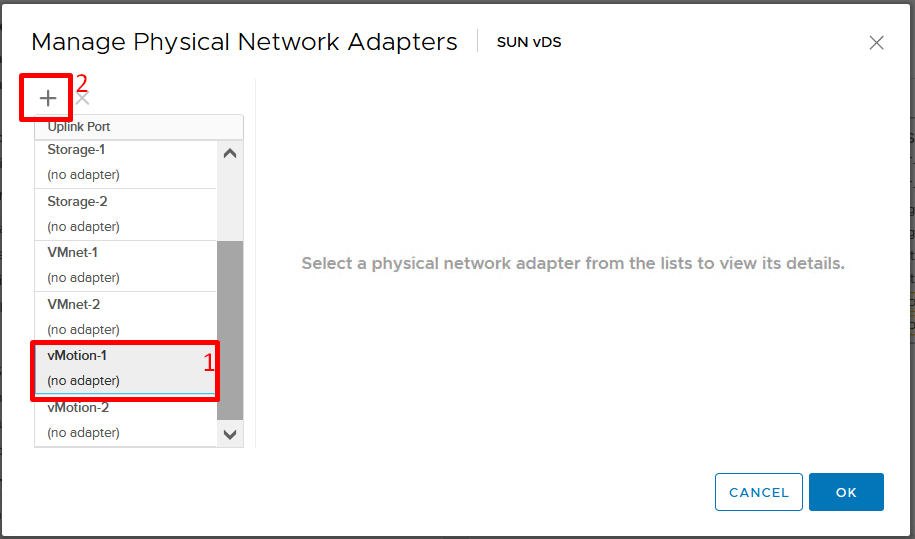 Manage Physical Network Adapters SUN vDS
2
Uplink Port
Storage-1
(no adapter)
Storage-2
(no adapter)
VMnet-1
(no adapter)
VMnet-2
(no adapter)
vMotion-1
1
(no adapter)
vMotion-2
(no adapter)
Select a physical network adapter from the lists to view its details.
CANCEL OK